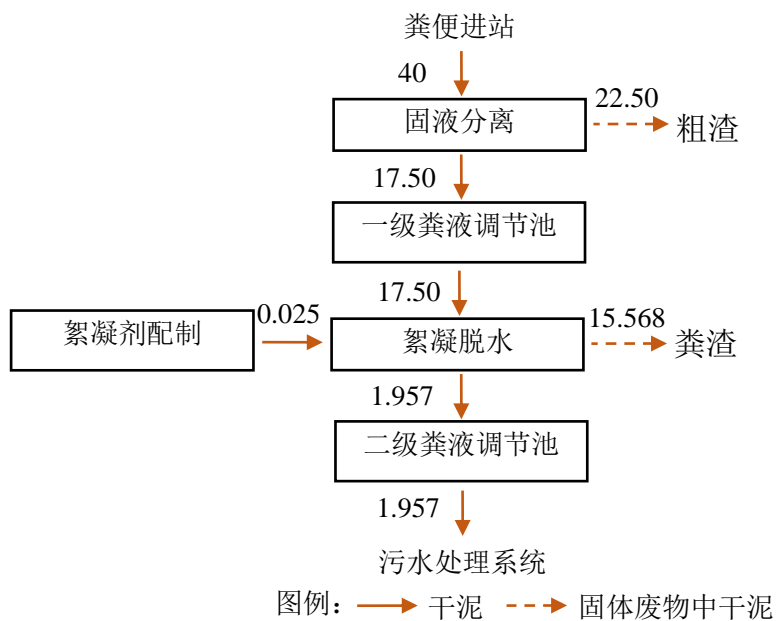 粪便进站
40
22.50
固液分离
粗渣
17.50
一级粪液调节池
17.50
0.025
15.568
絮凝剂配制
絮凝脱水
粪渣
1.957
二级粪液调节池
1.957
污水处理系统
图例： 干泥 固体废物中干泥